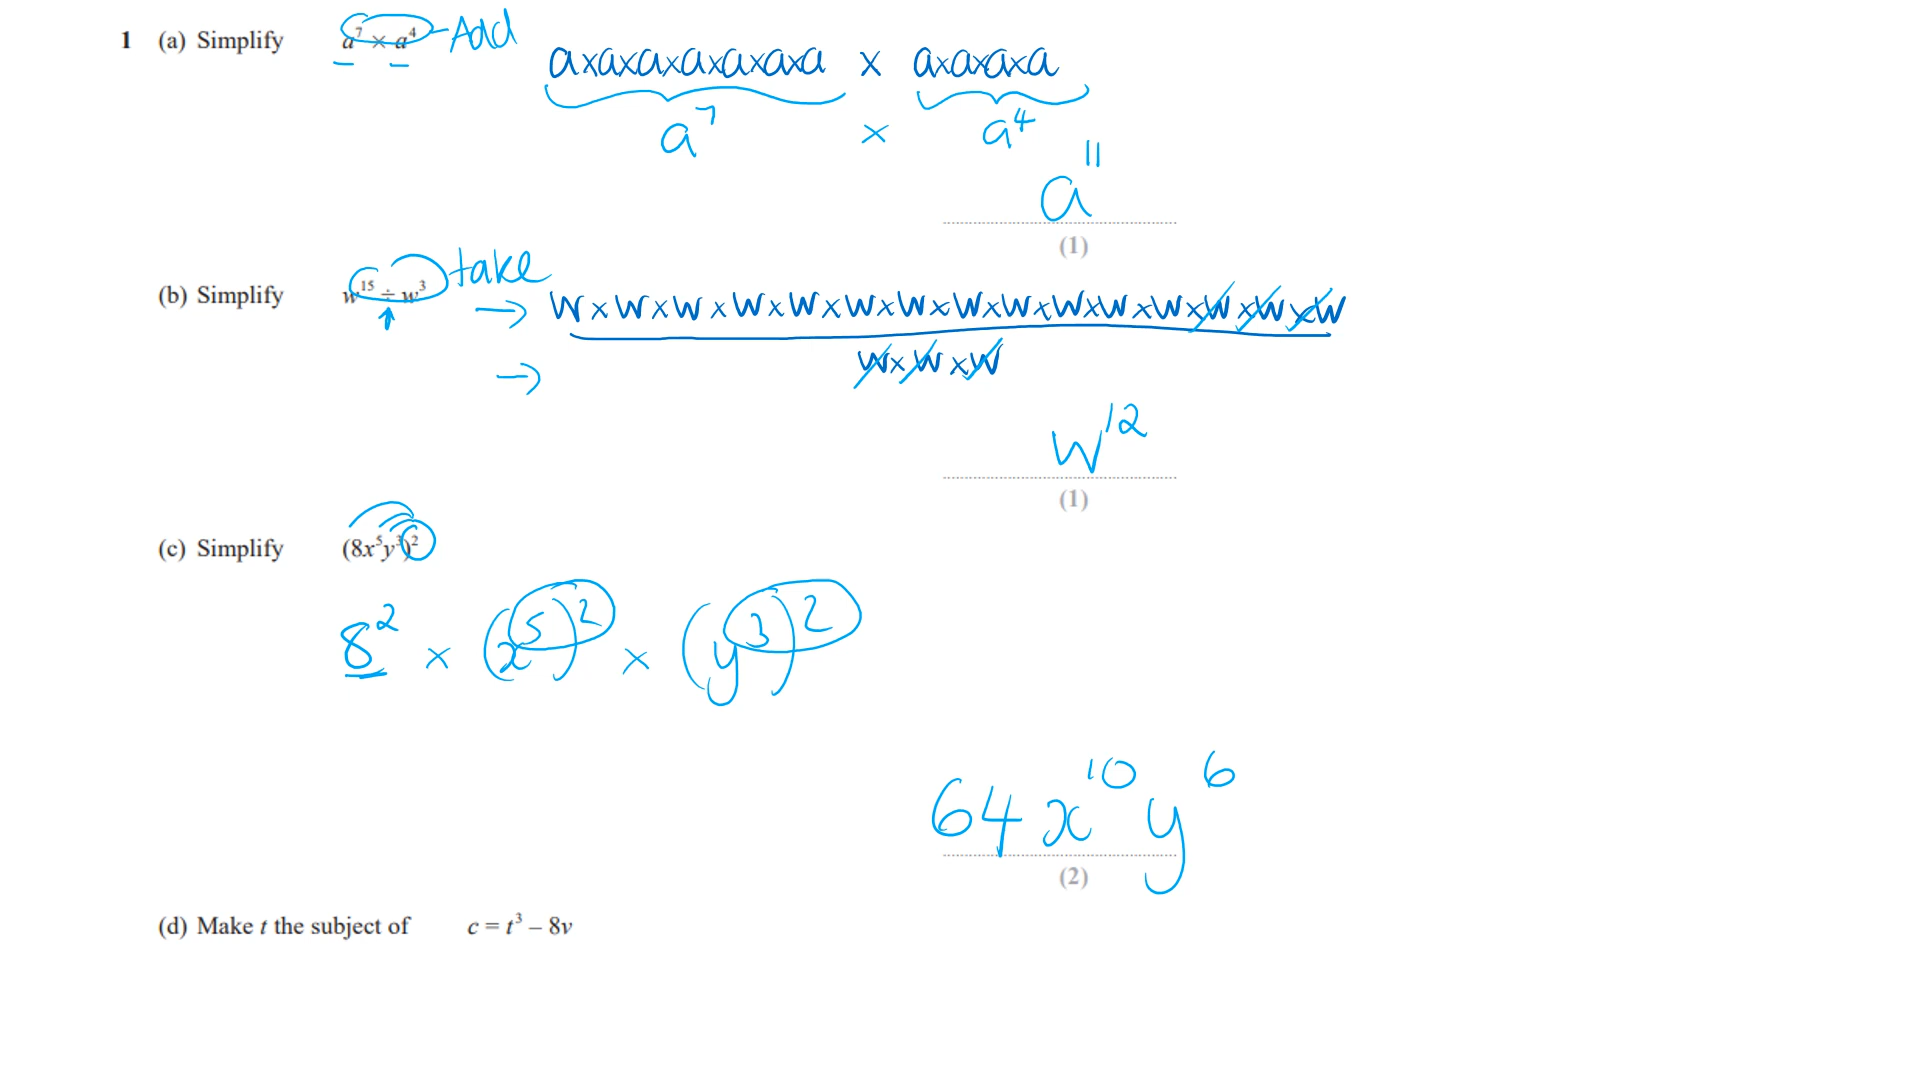 1 (a) Simplify a⁷ × a⁴ Add
a×a×a×a×a×a×a × a×a×a×a
a⁷ × a⁴
a¹¹
(1)
(b) Simplify w¹⁵ ÷ w³ take
→ w×w×w×w×w×w×w×w×w×w×w×w×w×w×w
→ w×w×w
w¹²
(1)
(c) Simplify (8x⁵y³)²
8² × (x⁵)² × (y³)²
64x¹⁰y⁶
(2)
(d) Make t the subject of c = t³ – 8v